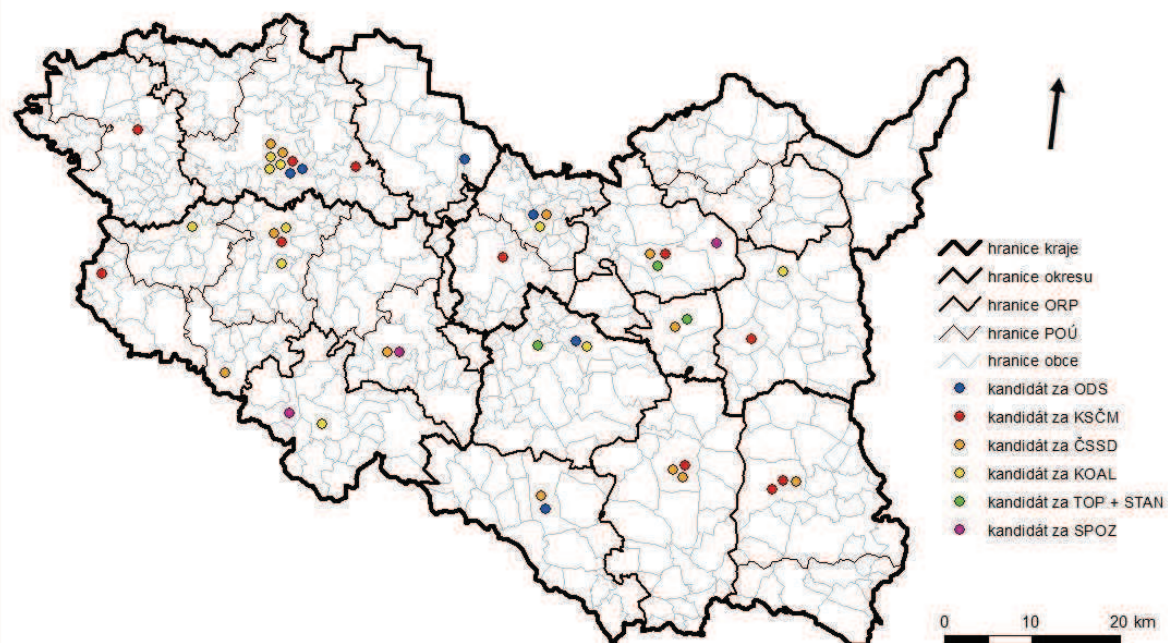 hranice kraje
hranice okresu
hranice ORP
hranice POÚ
hranice obce
kandidát za ODS
kandidát za KSČM
kandidát za ČSSD
kandidát za KOAL
kandidát za TOP + STAN
kandidát za SPOZ
0 10 20 km